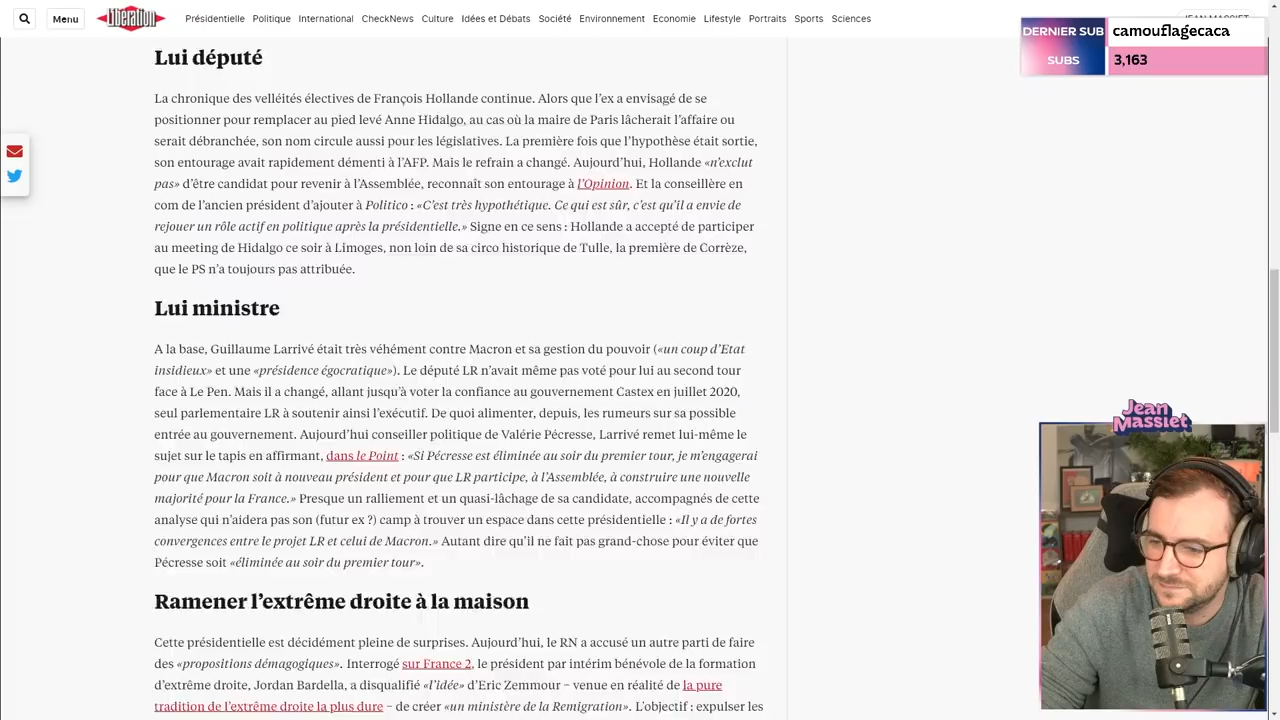 Menu
Libération
Présidentielle Politique International CheckNews Culture Idées et Débats Société Environnement Economie Lifestyle Portraits Sports Sciences
DERNIER SUB camouflagecaca
SUBS 3,163
Lui député
La chronique des velléités électives de François Hollande continue. Alors que l’ex a envisagé de se
positionner pour remplacer au pied levé Anne Hidalgo, au cas où la maire de Paris lâcherait l’affaire ou
serait débranchée, son nom circule aussi pour les législatives. La première fois que l’hypothèse était sortie,
son entourage avait rapidement démenti à l’AFP. Mais le refrain a changé. Aujourd’hui, Hollande «n’exclut
pas» d’être candidat pour revenir à l’Assemblée, reconnaît son entourage à l’Opinion. Et la conseillère en
com de l’ancien président d’ajouter à Politico : «C’est très hypothétique. Ce qui est sûr, c’est qu’il a envie de
rejouer un rôle actif en politique après la présidentielle.» Signe en ce sens : Hollande a accepté de participer
au meeting de Hidalgo ce soir à Limoges, non loin de sa circo historique de Tulle, la première de Corrèze,
que le PS n’a toujours pas attribuée.
Lui ministre
A la base, Guillaume Larrivé était très véhément contre Macron et sa gestion du pouvoir («un coup d’Etat
insidieux» et une «présidence égocratique»). Le député LR n’avait même pas voté pour lui au second tour
face à Le Pen. Mais il a changé, allant jusqu’à voter la confiance au gouvernement Castex en juillet 2020,
seul parlementaire LR à soutenir ainsi l’exécutif. De quoi alimenter, depuis, les rumeurs sur sa possible
entrée au gouvernement. Aujourd’hui conseiller politique de Valérie Pécresse, Larrivé remet lui-même le
sujet sur le tapis en affirmant, dans le Point : «Si Pécresse est éliminée au soir du premier tour, je m’engagerai
pour que Macron soit à nouveau président et pour que LR participe, à l’Assemblée, à construire une nouvelle
majorité pour la France.» Presque un ralliement et un quasi-lâchage de sa candidate, accompagnés de cette
analyse qui n’aidera pas son (futur ex ?) camp à trouver un espace dans cette présidentielle : «Il y a de fortes
convergences entre le projet LR et celui de Macron.» Autant dire qu’il ne fait pas grand-chose pour éviter que
Pécresse soit «éliminée au soir du premier tour».
Jean
Massiet
Ramener l’extrême droite à la maison
Cette présidentielle est décidément pleine de surprises. Aujourd’hui, le RN a accusé un autre parti de faire
des «propositions démagogiques». Interrogé sur France 2, le président par intérim bénévole de la formation
d’extrême droite, Jordan Bardella, a disqualifié «l’idée» d’Eric Zemmour – venue en réalité de la pure
tradition de l’extrême droite la plus dure – de créer «un ministère de la Remigration». L’objectif : expulser les